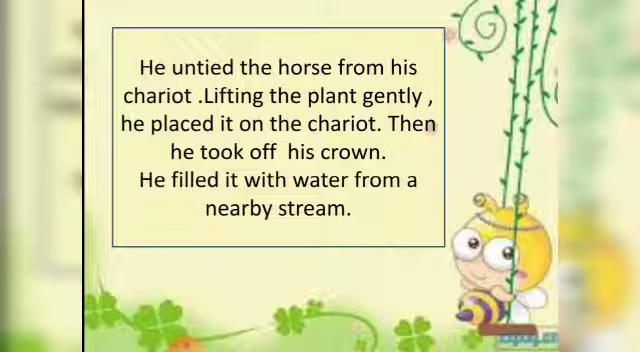 He untied the horse from his
chariot .Lifting the plant gently ,
he placed it on the chariot. Then
he took off  his crown.
He filled it with water from a
nearby stream.